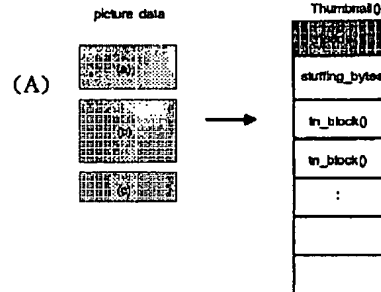 picture data
Thumbnail()
(A)
(a)
stuffing_bytes
(b)
tn_block()
tn_block()
:
(c)